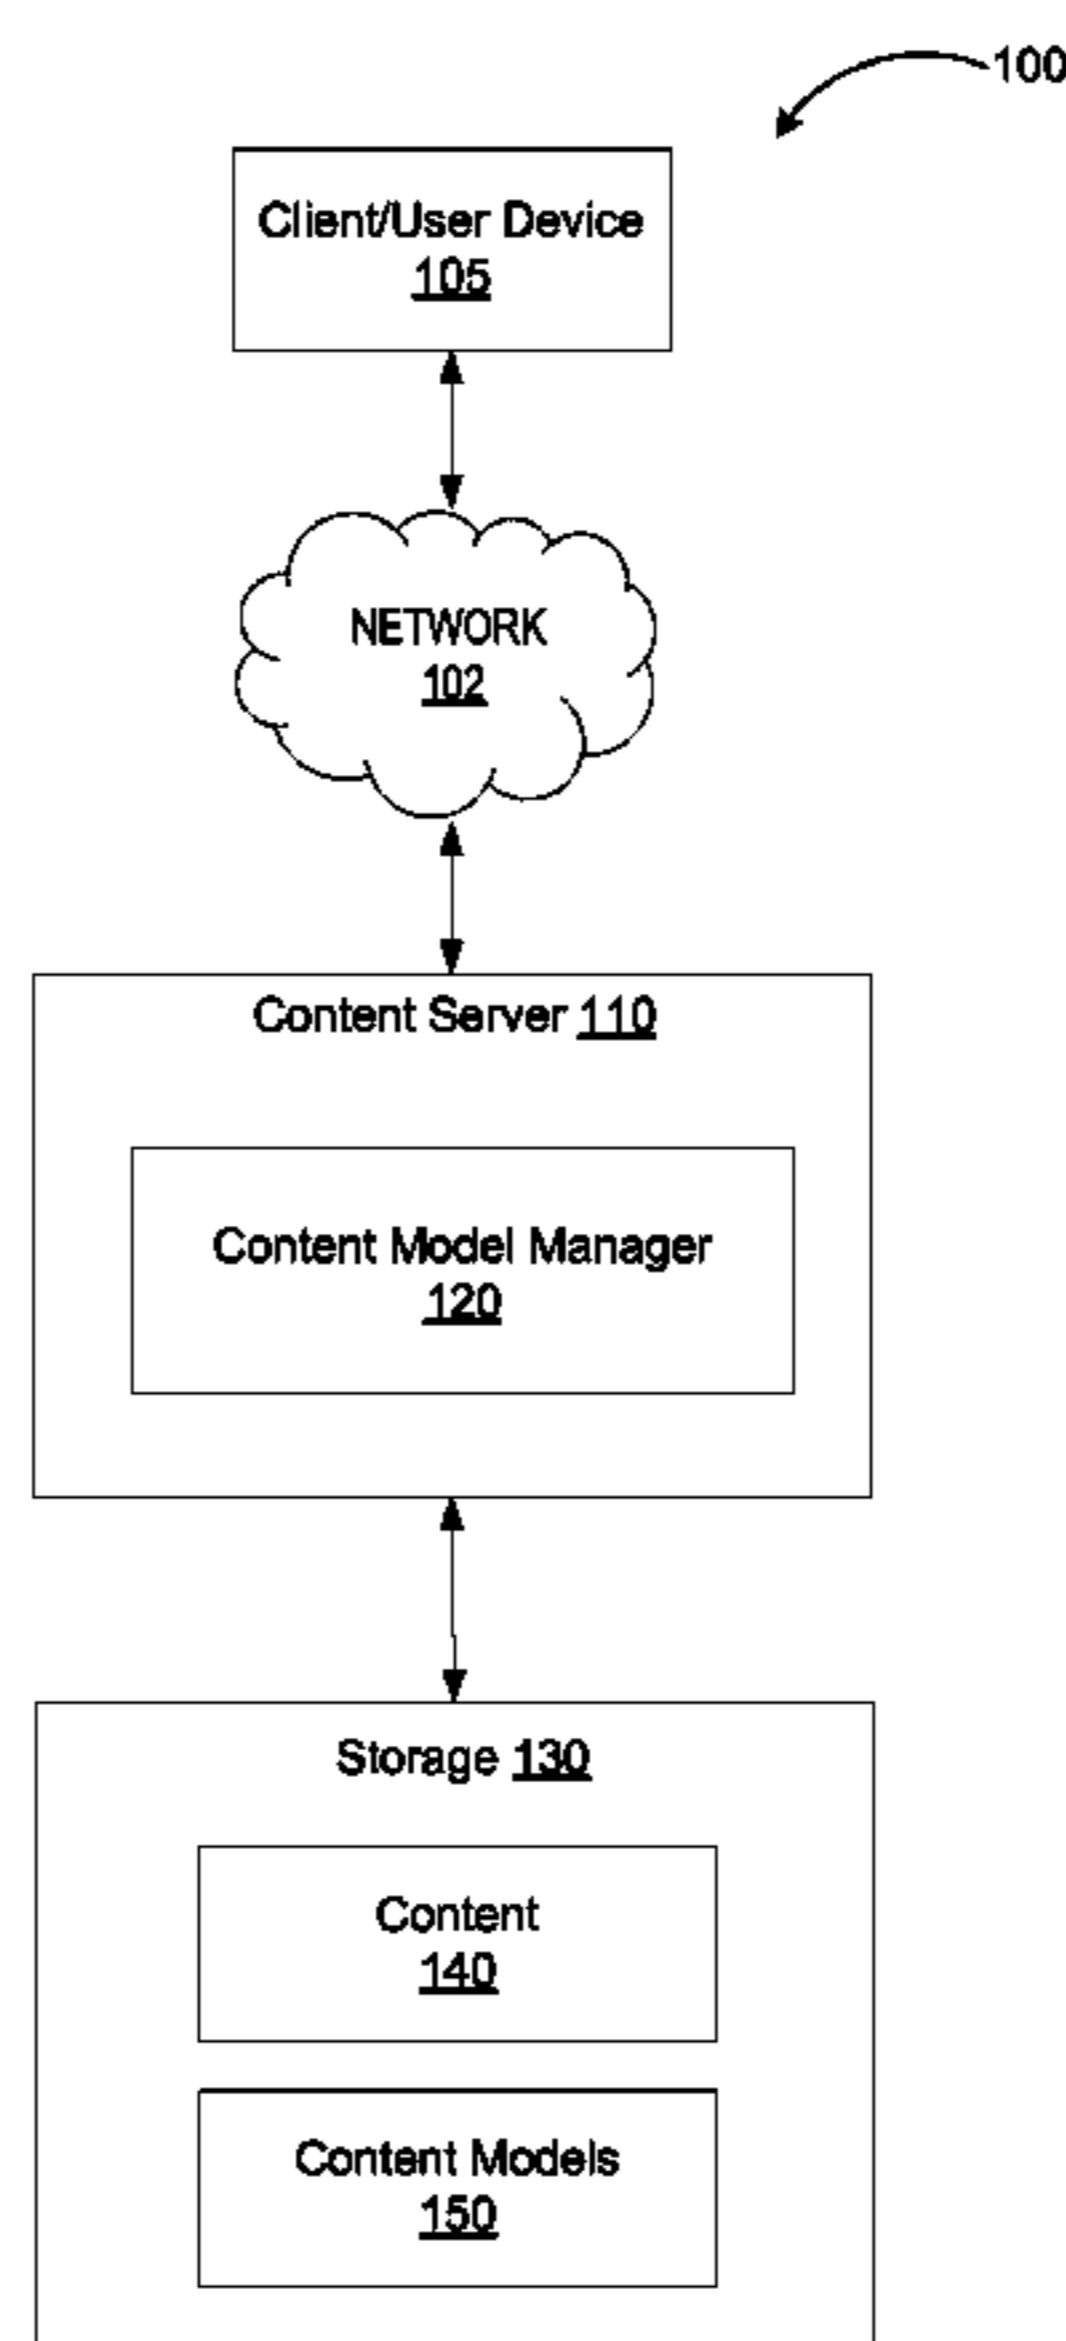 100
Client/User Device
105
NETWORK
102
Content Server 110
Content Model Manager
120
Storage 130
Content
140
Content Models
150